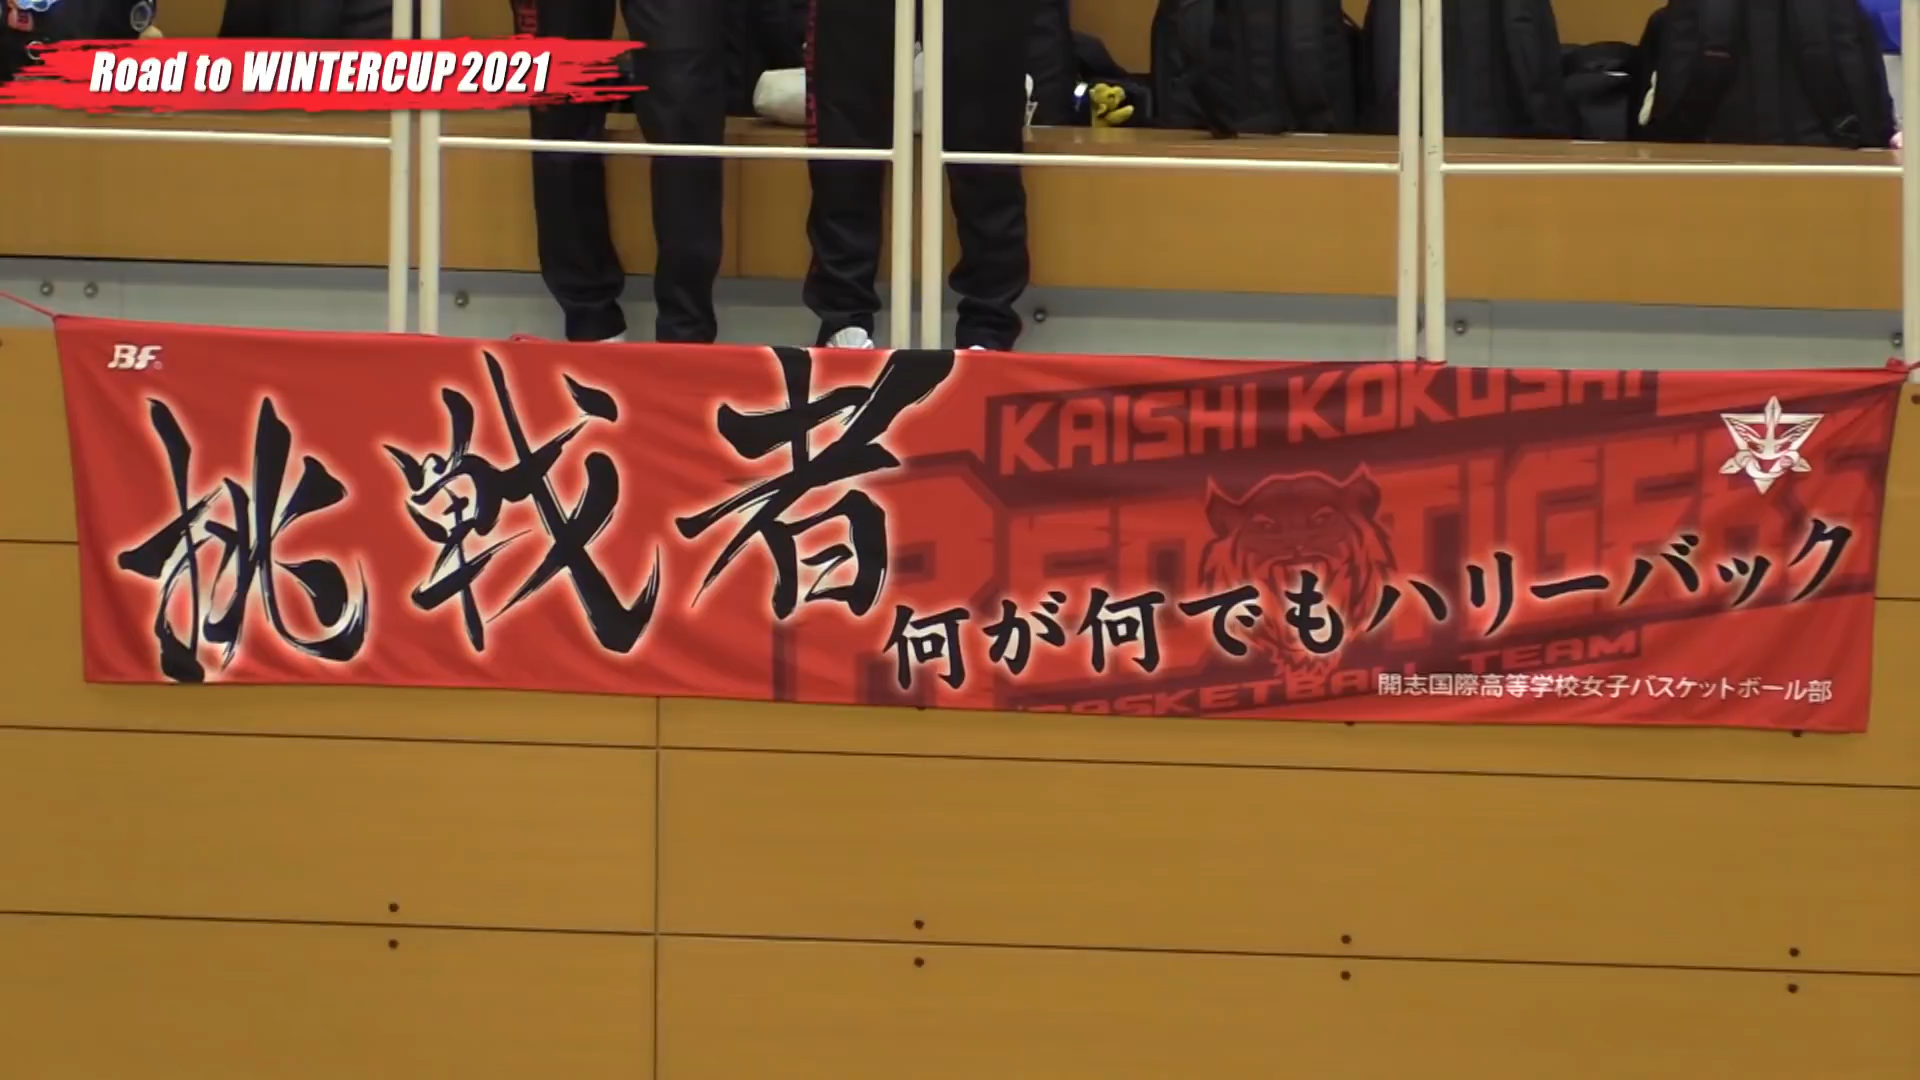 Road to WINTERCUP 2021
BF
挑戦者
KAISHI KOKUSAI
RED TIGERS
何が何でもハリーバック
BASKETBALL TEAM
開志国際高等学校女子バスケットボール部